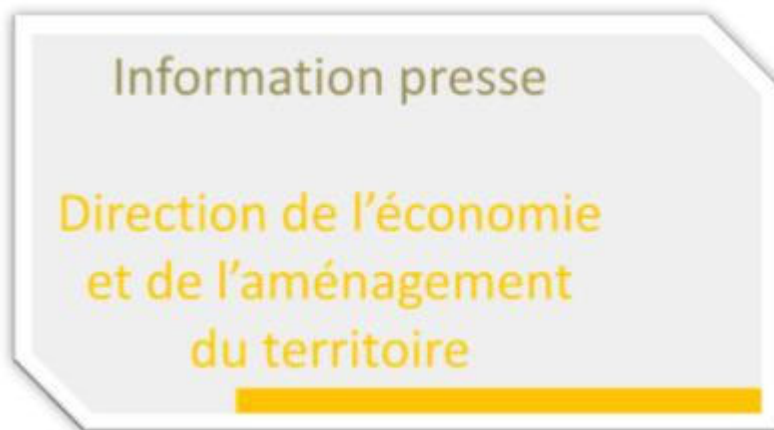 Information presse
Direction de l’économie
et de l’aménagement
du territoire